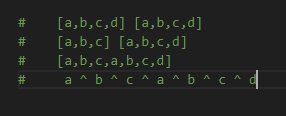 # [a,b,c,d] [a,b,c,d]
# [a,b,c] [a,b,c,d]
# [a,b,c,a,b,c,d]
# a ^ b ^ c ^ a ^ b ^ c ^ d